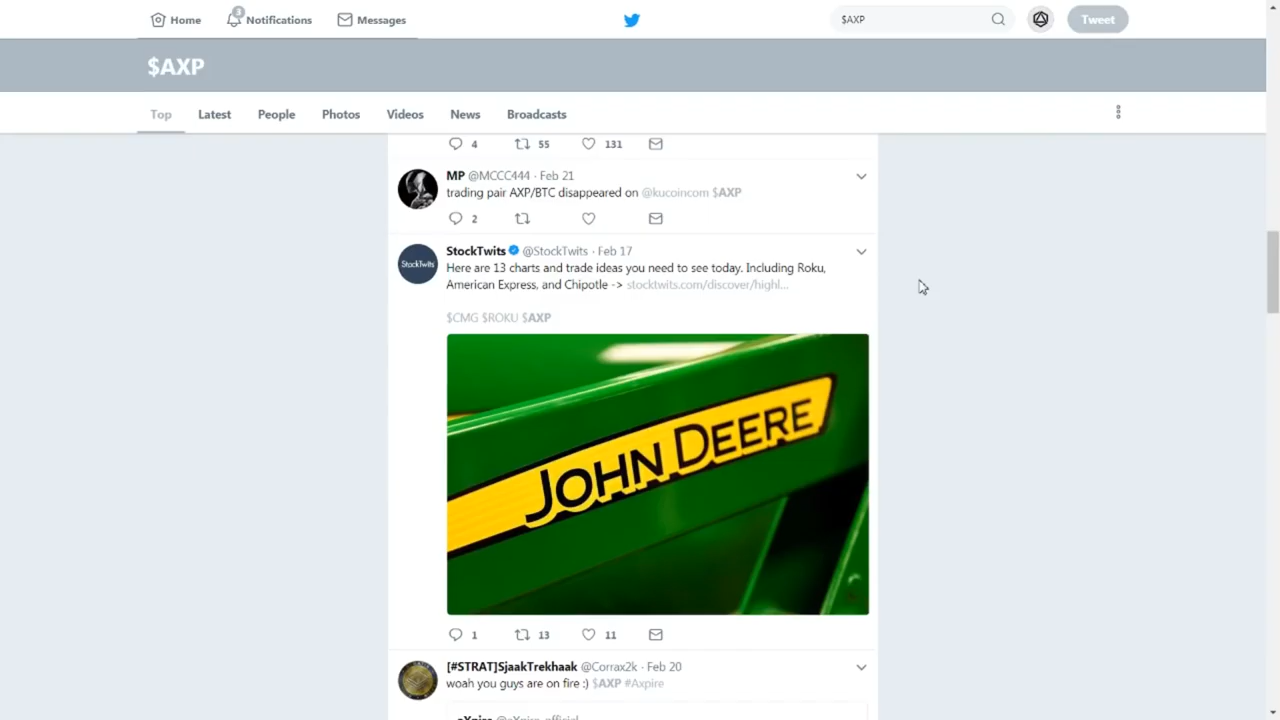 Home
3
Notifications
Messages
$AXP
Tweet
$AXP
Top
Latest
People
Photos
Videos
News
Broadcasts
4
55
131
MP @MCCC444 · Feb 21
trading pair AXP/BTC disappeared on @kucoincom $AXP
2
StockTwits
StockTwits @StockTwits · Feb 17
Here are 13 charts and trade ideas you need to see today. Including Roku,
American Express, and Chipotle -> stocktwits.com/discover/highl...
$CMG $ROKU $AXP
JOHN DEERE
1
13
11
[#STRAT]SjaakTrekhaak @Corrax2k · Feb 20
woah you guys are on fire :) $AXP #Axpire
eXpire @eXpire_official